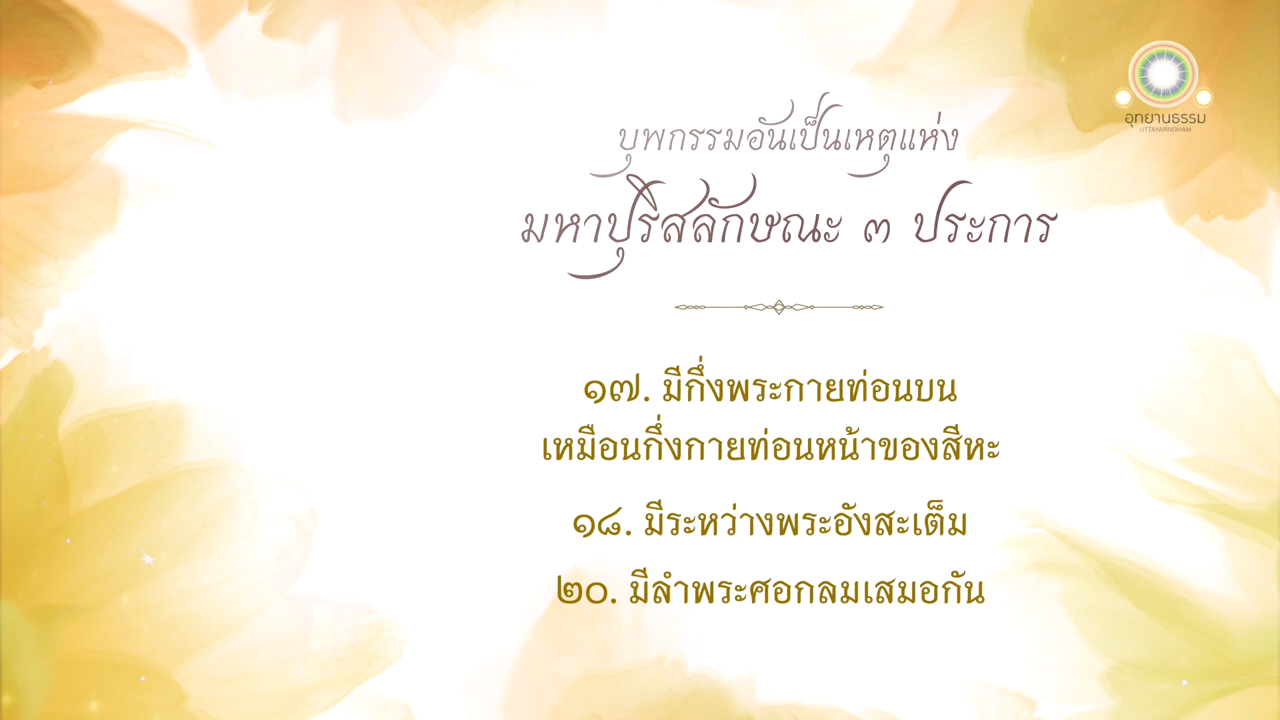 อุทยานธรรม
UTTAYARNDHAM
บุพกรรมอันเป็นเหตุแห่ง
มหาปุริสลักษณะ ๓ ประการ
๑๗. มีกึ่งพระกายท่อนบน
เหมือนกึ่งกายท่อนหน้าของสีหะ
๑๘. มีระหว่างพระอังสะเต็ม
๒๐. มีลำพระศอกลมเสมอกัน